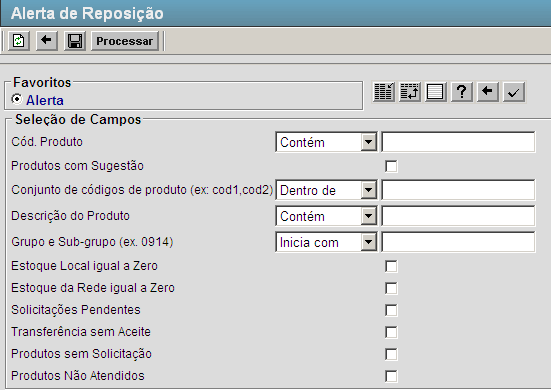 Alerta de Reposição
Processar
Favoritos
Alerta
?
Seleção de Campos
Cód. Produto Contém
Produtos com Sugestão
Conjunto de códigos de produto (ex: cod1,cod2) Dentro de
Descrição do Produto Contém
Grupo e Sub-grupo (ex. 0914) Inicia com
Estoque Local igual a Zero
Estoque da Rede igual a Zero
Solicitações Pendentes
Transferência sem Aceite
Produtos sem Solicitação
Produtos Não Atendidos